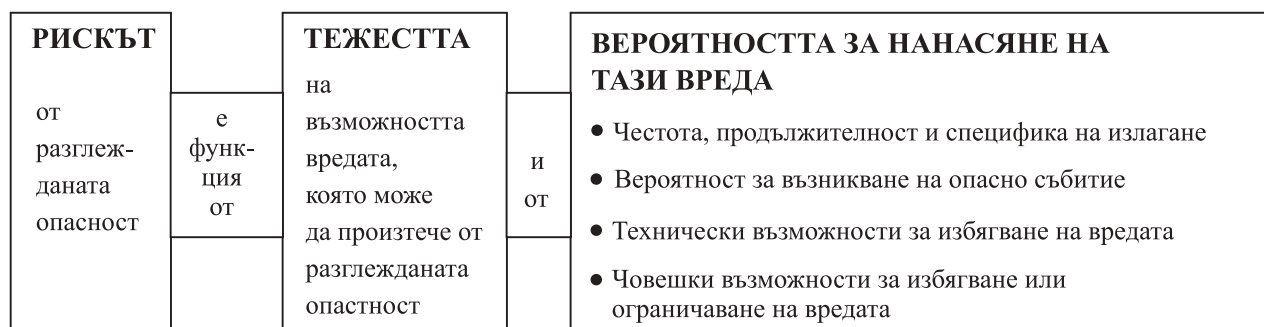 РИСКЪТ
от
разглеж-
даната
опасност
е
функ-
ция
от
ТЕЖЕСТТА
на
възможността
вредата,
която може
да произтече от
разглежданата
опастност
и
от
ВЕРОЯТНОСТТА ЗА НАНАСЯНЕ НА
ТАЗИ ВРЕДА
● Честота, продължителност и специфика на излагане
● Вероятност за възникване на опасно събитие
● Технически възможности за избягване на вредата
● Човешки възможности за избягване или
ограничаване на вредата